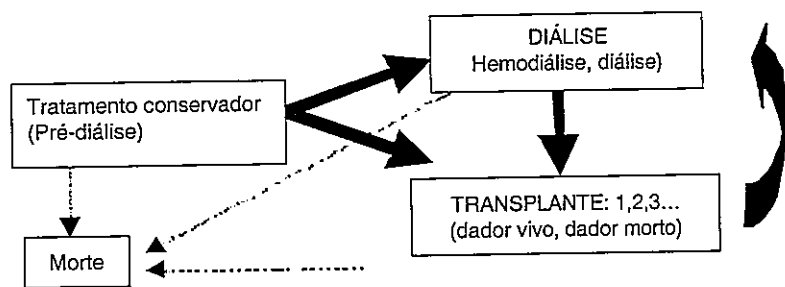 DIÁLISE
Hemodiálise, diálise)
Tratamento conservador
(Pré-diálise)
TRANSPLANTE: 1,2,3...
(dador vivo, dador morto)
Morte